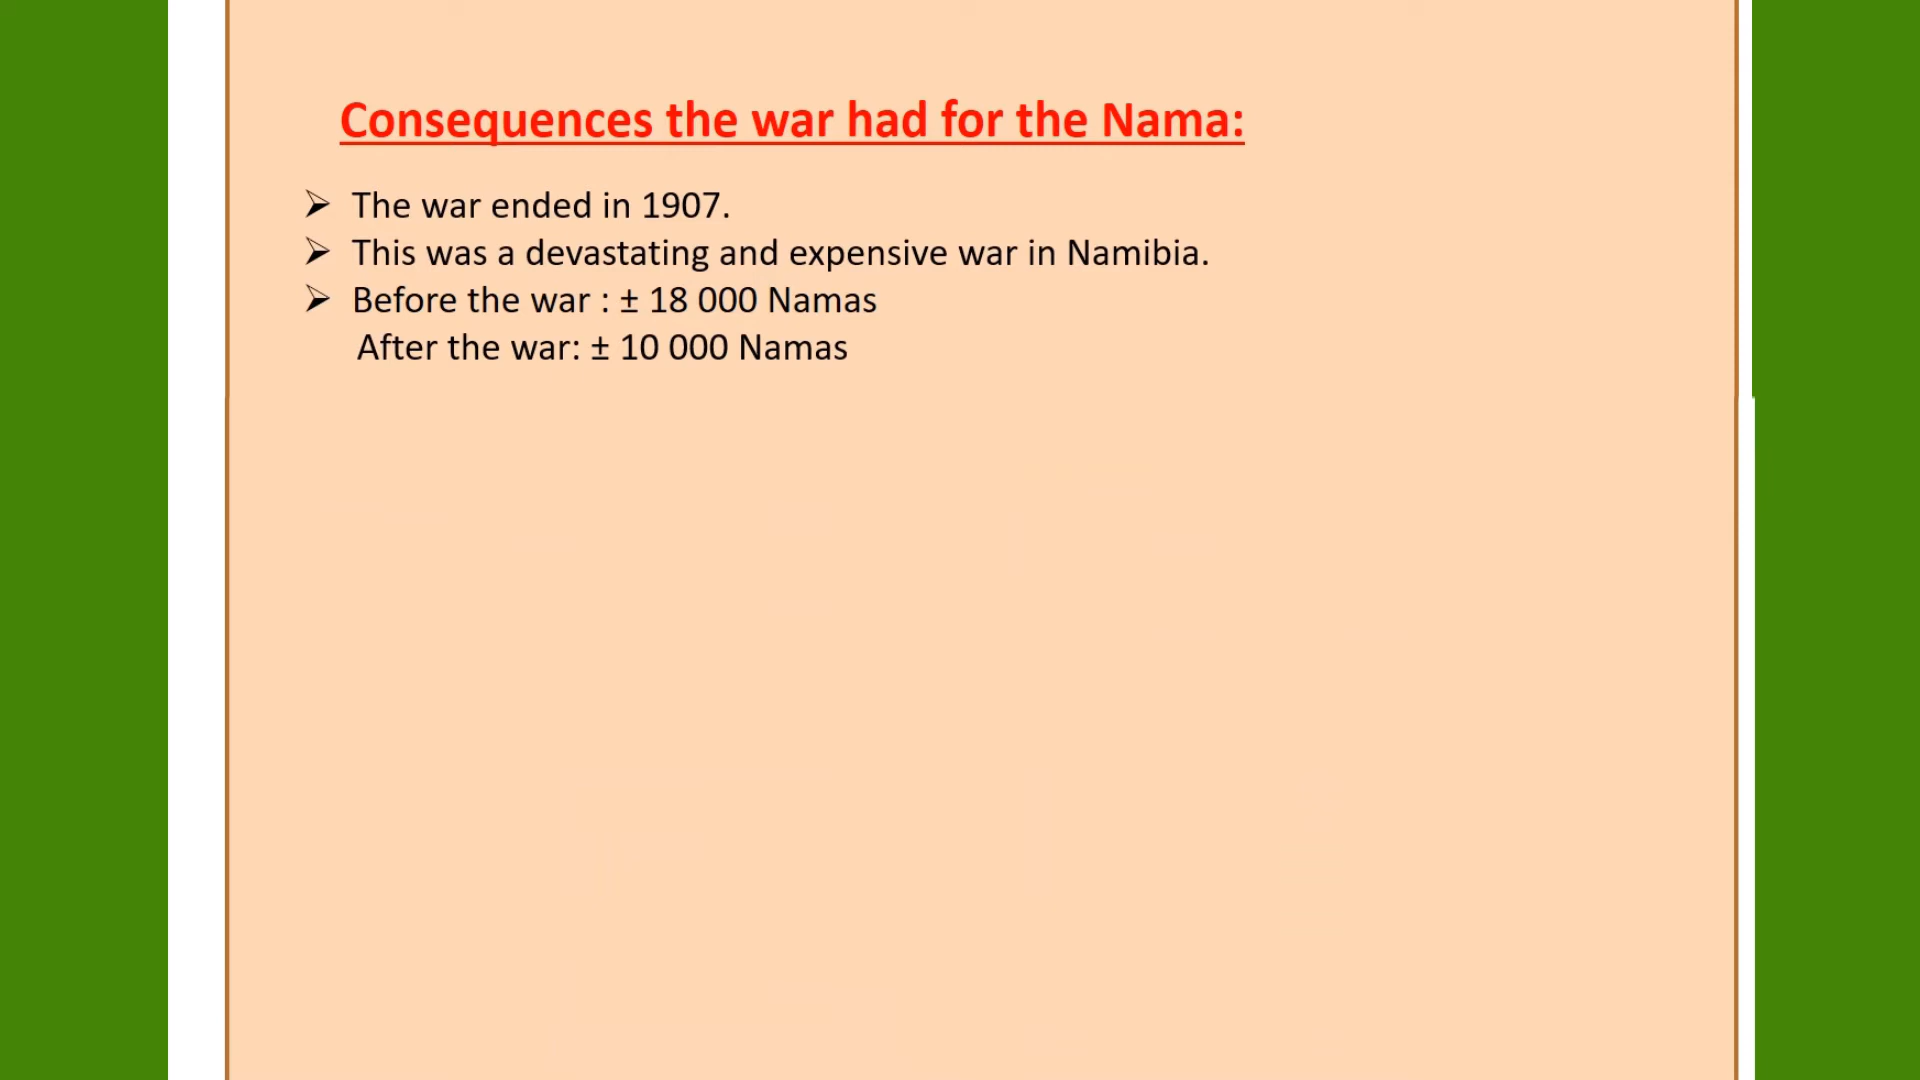 Consequences the war had for the Nama:
➢ The war ended in 1907.
➢ This was a devastating and expensive war in Namibia.
➢ Before the war : ± 18 000 Namas
After the war: ± 10 000 Namas